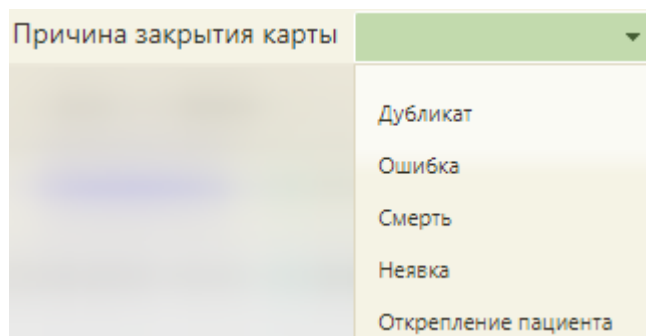 Причина закрытия карты
Дубликат
Ошибка
Смерть
Неявка
Открепление пациента